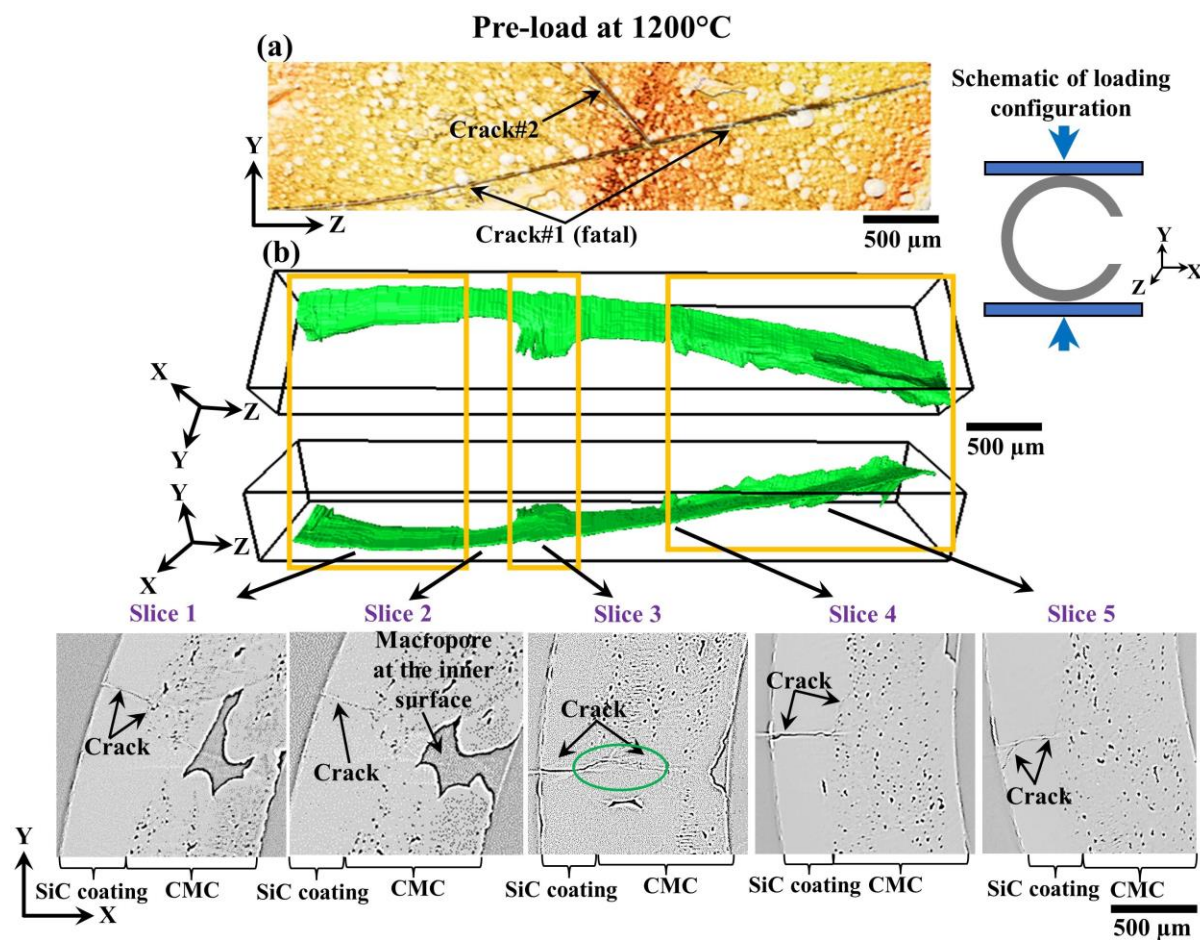 Pre-load at 1200°C
(a)
Crack#2
Crack#1 (fatal)
Y
Z
500 µm
Schematic of loading
configuration
Y
X
Z
(b)
X
Z
Y
500 µm
Y
Z
X
Slice 1
Slice 2
Slice 3
Slice 4
Slice 5
Crack
Macropore
at the inner
surface
Crack
Crack
Crack
Crack
Y
X
SiC coating
CMC
SiC coating
CMC
SiC coating
CMC
SiC coating
CMC
SiC coating
CMC
500 µm